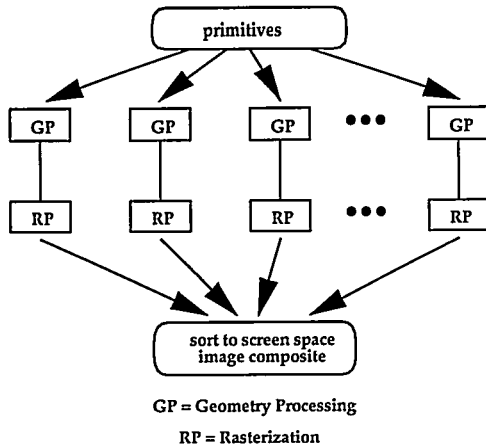 primitives
GP GP GP GP
RP RP RP RP
sort to screen space
image composite
GP = Geometry Processing
RP = Rasterization